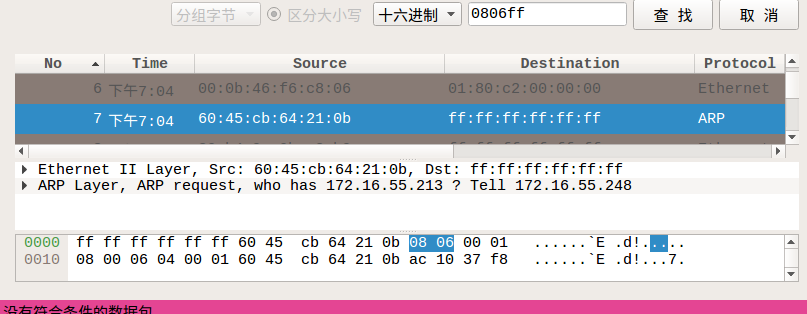 分组字节 区分大小写 十六进制 0806ff 查 找 取 消
No Time Source Destination Protocol
6 下午7:04 00:0b:46:f6:c8:06 01:80:c2:00:00:00 Ethernet
7 下午7:04 60:45:cb:64:21:0b ff:ff:ff:ff:ff:ff ARP
Ethernet II Layer, Src: 60:45:cb:64:21:0b, Dst: ff:ff:ff:ff:ff:ff
ARP Layer, ARP request, who has 172.16.55.213 ? Tell 172.16.55.248
0000 ff ff ff ff ff ff 60 45 cb 64 21 0b 08 06 00 01 ......`E .d!.....
0010 08 00 06 04 00 01 60 45 cb 64 21 0b ac 10 37 f8 ......`E .d!...7.
没有符合条件的数据包